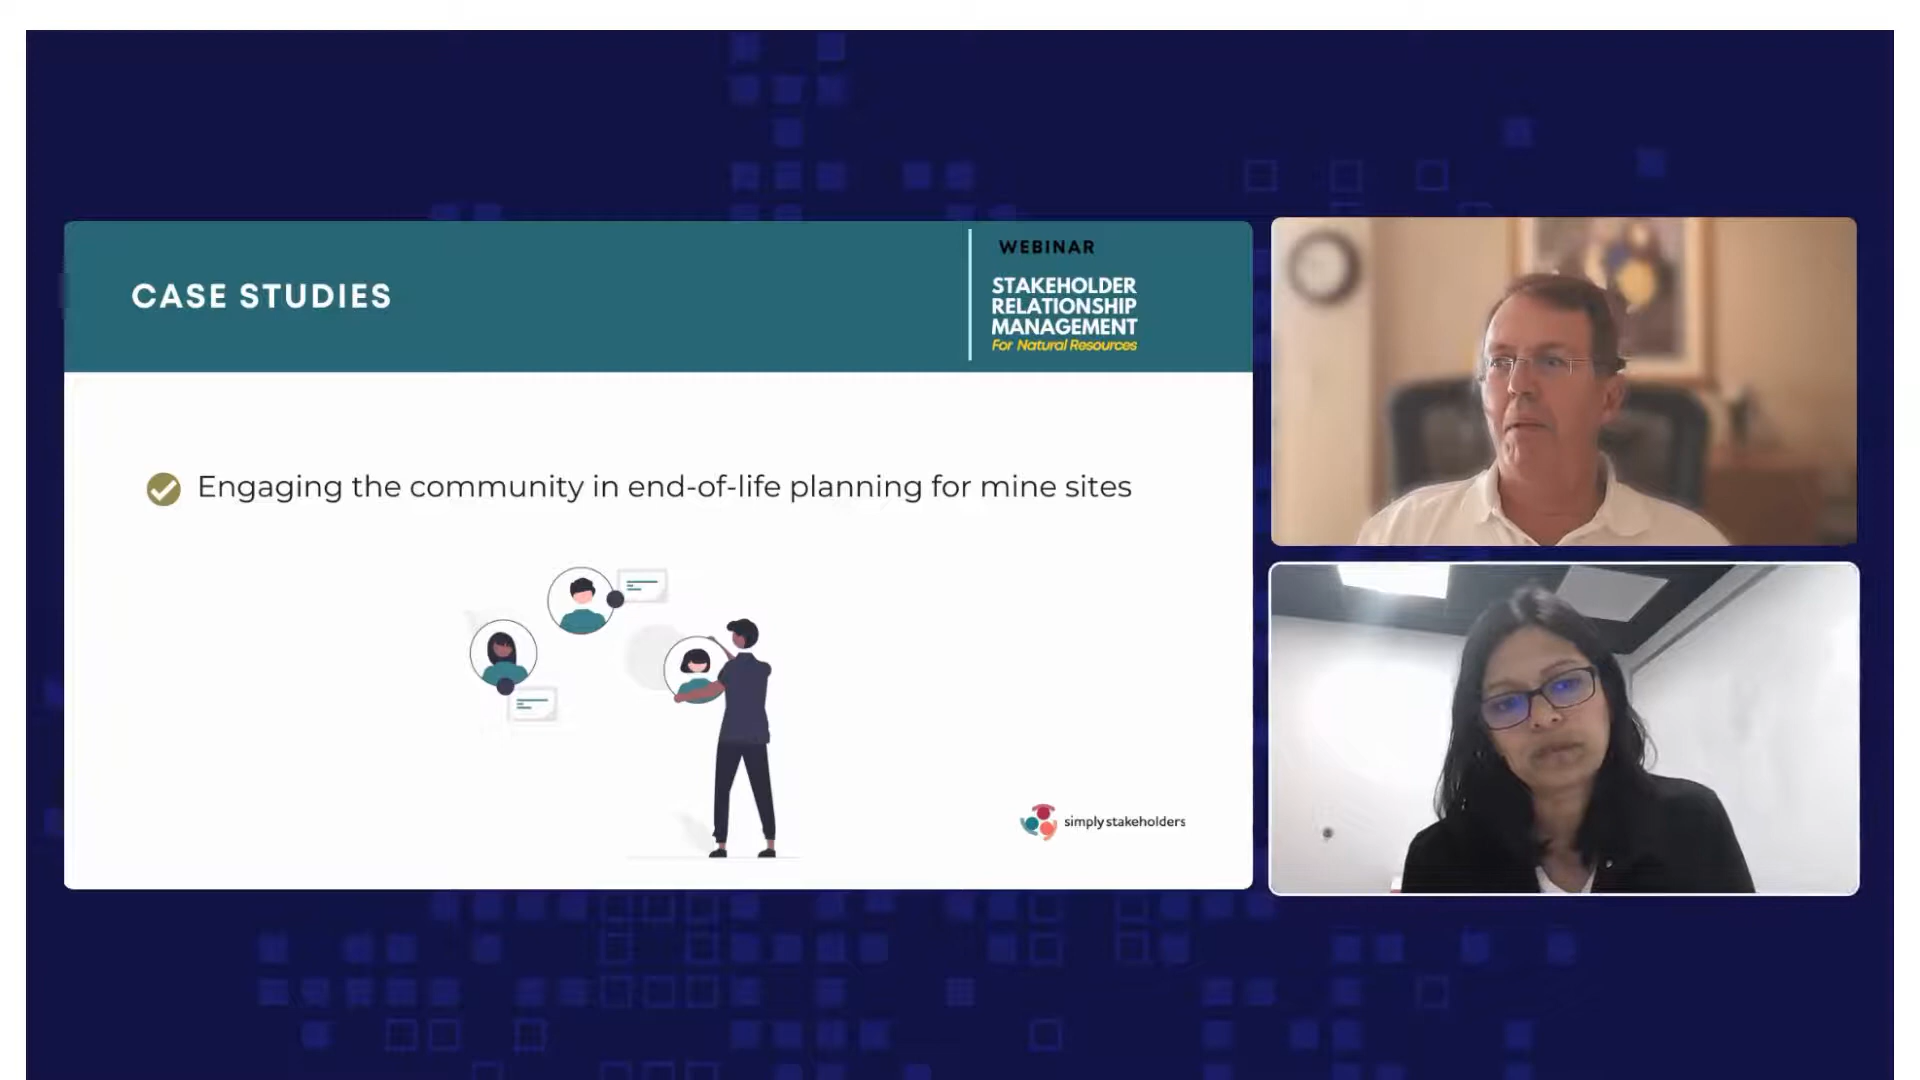 CASE STUDIES
WEBINAR
STAKEHOLDER
RELATIONSHIP
MANAGEMENT
For Natural Resources
Engaging the community in end-of-life planning for mine sites
simply stakeholders